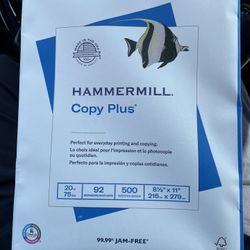 HAMMERMILL®
Copy Plus®
Perfect for everyday printing and copying.
Le choix idéal pour l'impression et la photocopie
au quotidien.
Perfecto para la impresión y copias cotidianas.
20 92 500 8½" x 11"
75 216 mm x 279 mm
99.99% JAM-FREE®
FSC